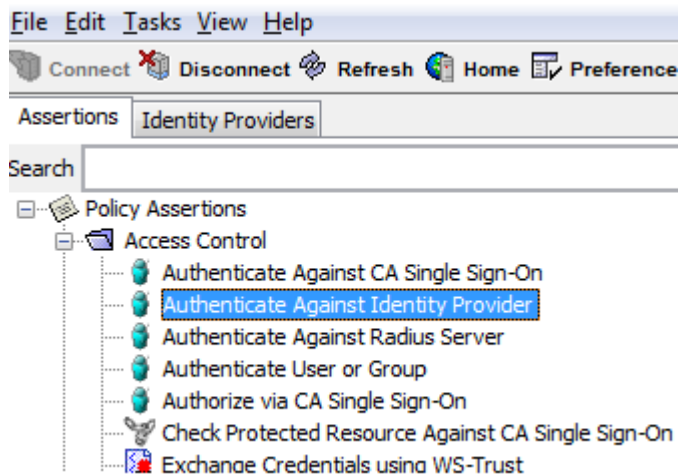 File Edit Tasks View Help
Connect Disconnect Refresh Home Preference
Assertions Identity Providers
Search
Policy Assertions
Access Control
Authenticate Against CA Single Sign-On
Authenticate Against Identity Provider
Authenticate Against Radius Server
Authenticate User or Group
Authorize via CA Single Sign-On
Check Protected Resource Against CA Single Sign-On
Exchange Credentials using WS-Trust